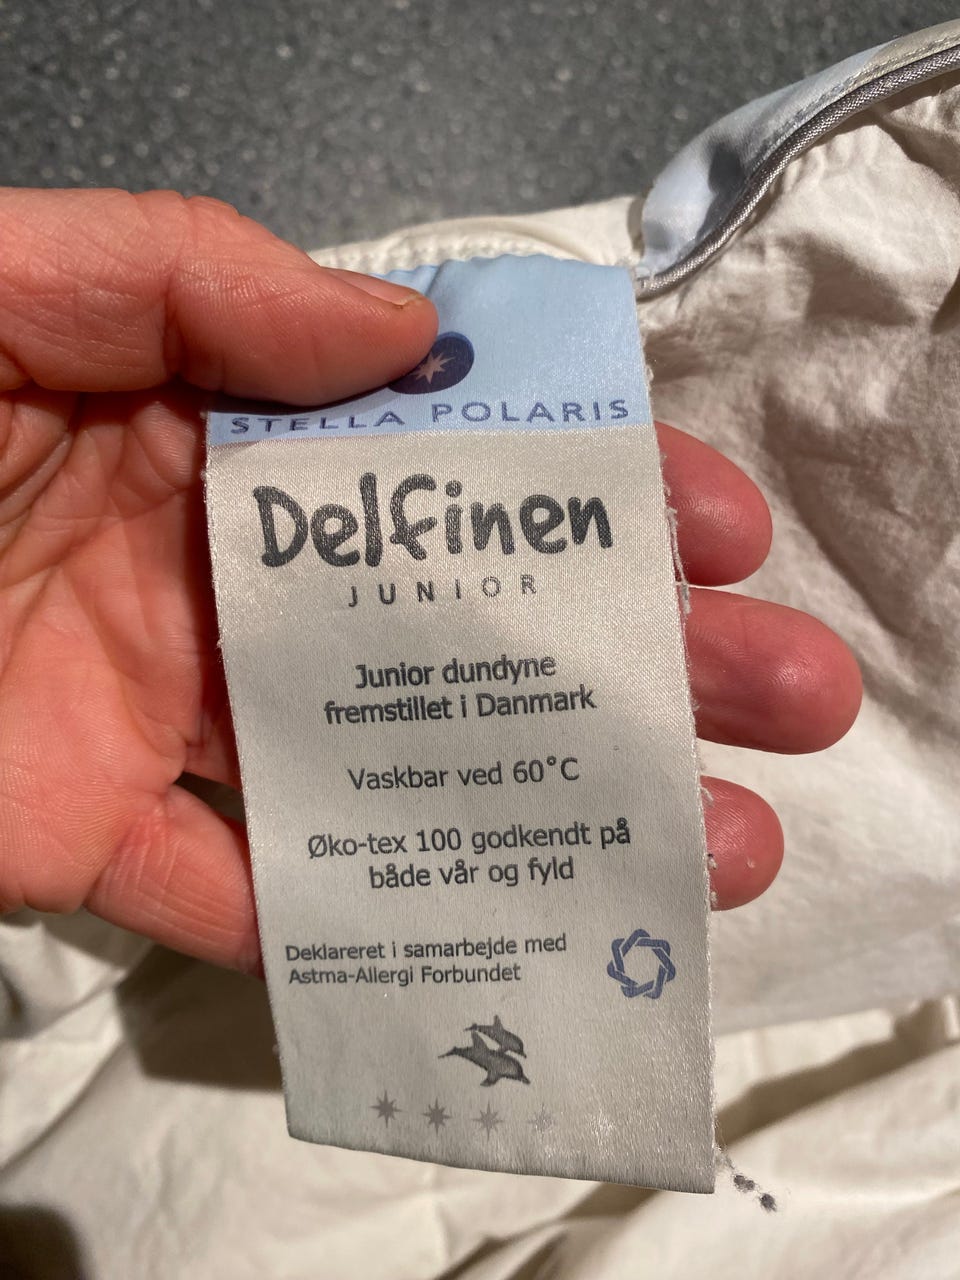 STELLA POLARIS
Delfinen
JUNIOR
Junior dundyne
fremstillet i Danmark
Vaskbar ved 60°C
Øko-tex 100 godkendt på
både vår og fyld
Deklareret i samarbejde med
Astma-Allergi Forbundet